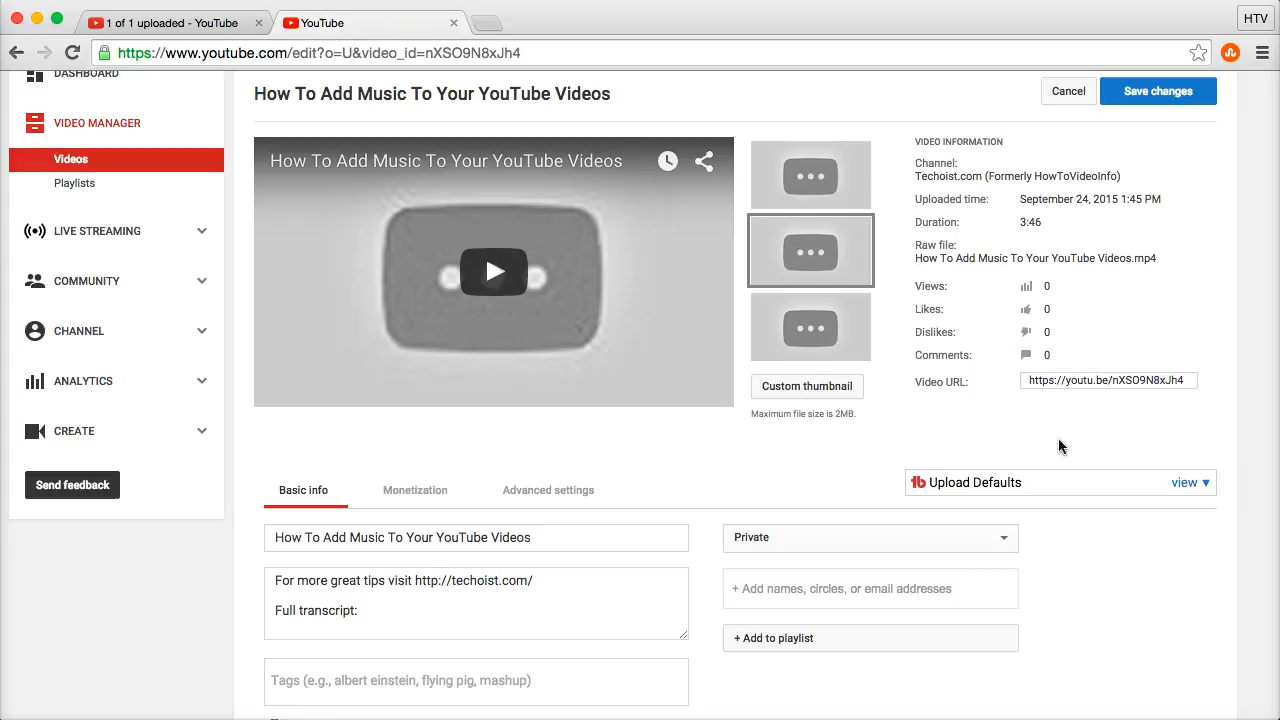 1 of 1 uploaded - YouTube
YouTube
HTV
https://www.youtube.com/edit?o=U&video_id=nXSO9N8xJh4
DASHBOARD
VIDEO MANAGER
Videos
Playlists
LIVE STREAMING
COMMUNITY
CHANNEL
ANALYTICS
CREATE
Send feedback
How To Add Music To Your YouTube Videos
Cancel
Save changes
How To Add Music To Your YouTube Videos
Custom thumbnail
Maximum file size is 2MB.
VIDEO INFORMATION
Channel:
Techoist.com (Formerly HowToVideoInfo)
Uploaded time: September 24, 2015 1:45 PM
Duration: 3:46
Raw file:
How To Add Music To Your YouTube Videos.mp4
Views: 0
Likes: 0
Dislikes: 0
Comments: 0
Video URL: https://youtu.be/nXSO9N8xJh4
Basic info
Monetization
Advanced settings
tb Upload Defaults
view ▼
How To Add Music To Your YouTube Videos
For more great tips visit http://techoist.com/
Full transcript:
Tags (e.g., albert einstein, flying pig, mashup)
Private
+ Add names, circles, or email addresses
+ Add to playlist